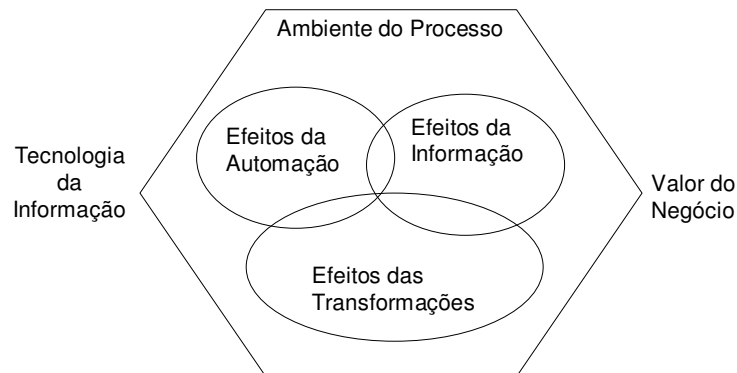 Ambiente do Processo
Efeitos da
Automação
Efeitos da
Informação
Tecnologia
da
Informação
Valor do
Negócio
Efeitos das
Transformações